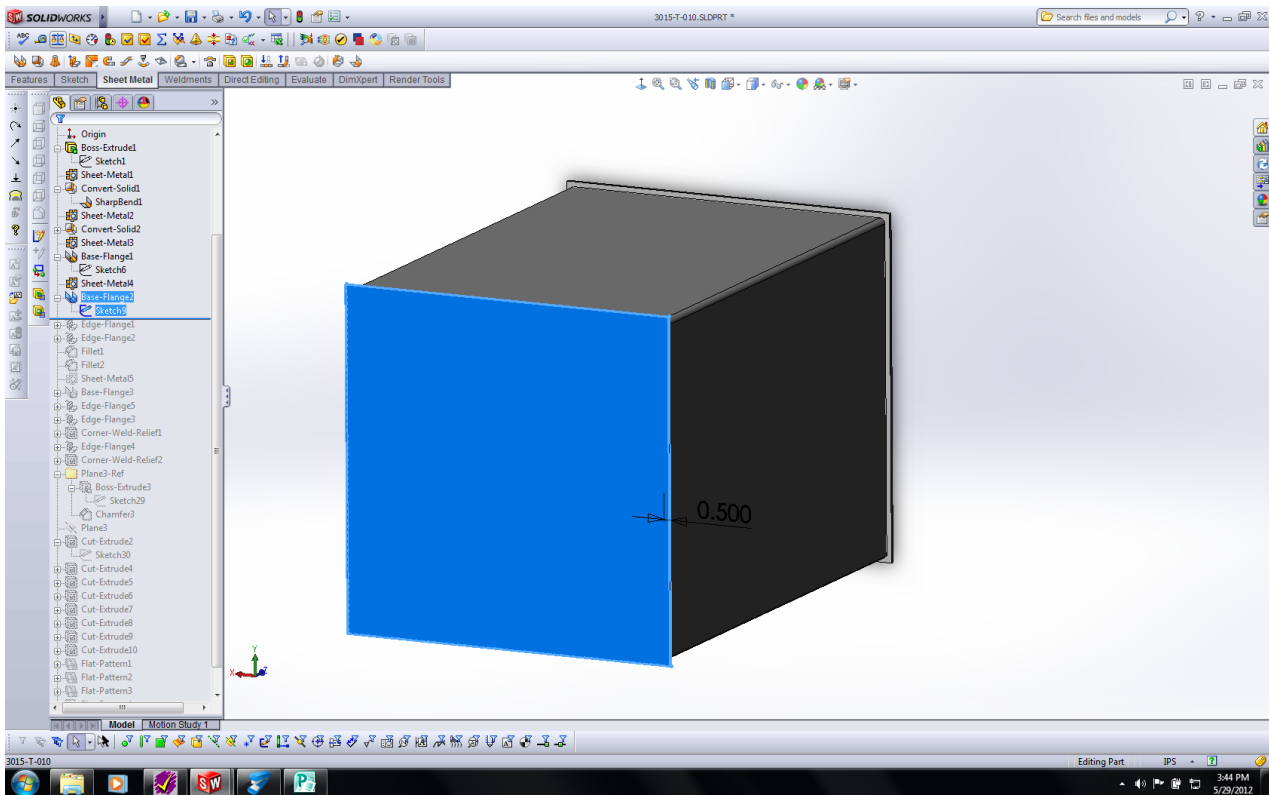 SW SOLIDWORKS
3015-T-010.SLDPRT *
Search files and models
ABC
Features Sketch Sheet Metal Weldments Direct Editing Evaluate DimXpert Render Tools
Origin
Boss-Extrude1
Sketch1
Sheet-Metal1
Convert-Solid1
SharpBend1
Sheet-Metal2
Convert-Solid2
Sheet-Metal3
Base-Flange1
Sketch6
Sheet-Metal4
Base-Flange2
Sketch9
Edge-Flange1
Edge-Flange2
Fillet1
Fillet2
Sheet-Metal5
Base-Flange3
Edge-Flange5
Edge-Flange3
Corner-Weld-Relief1
Edge-Flange4
Corner-Weld-Relief2
Plane3-Ref
Boss-Extrude3
Sketch29
Chamfer3
Plane3
Cut-Extrude2
Sketch30
Cut-Extrude4
Cut-Extrude5
Cut-Extrude6
Cut-Extrude7
Cut-Extrude8
Cut-Extrude9
Cut-Extrude10
Flat-Pattern1
Flat-Pattern2
Flat-Pattern3
0.500
Y
X Z
Model Motion Study 1
3015-T-010
Editing Part IPS
SW
3:44 PM
5/29/2012